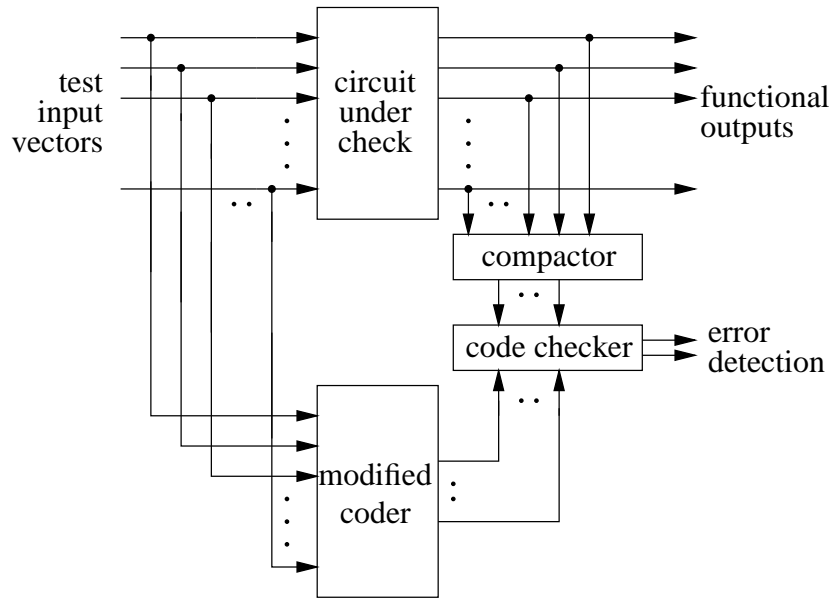 test
input
vectors
circuit
under
check
functional
outputs
compactor
code checker
error
detection
modified
coder